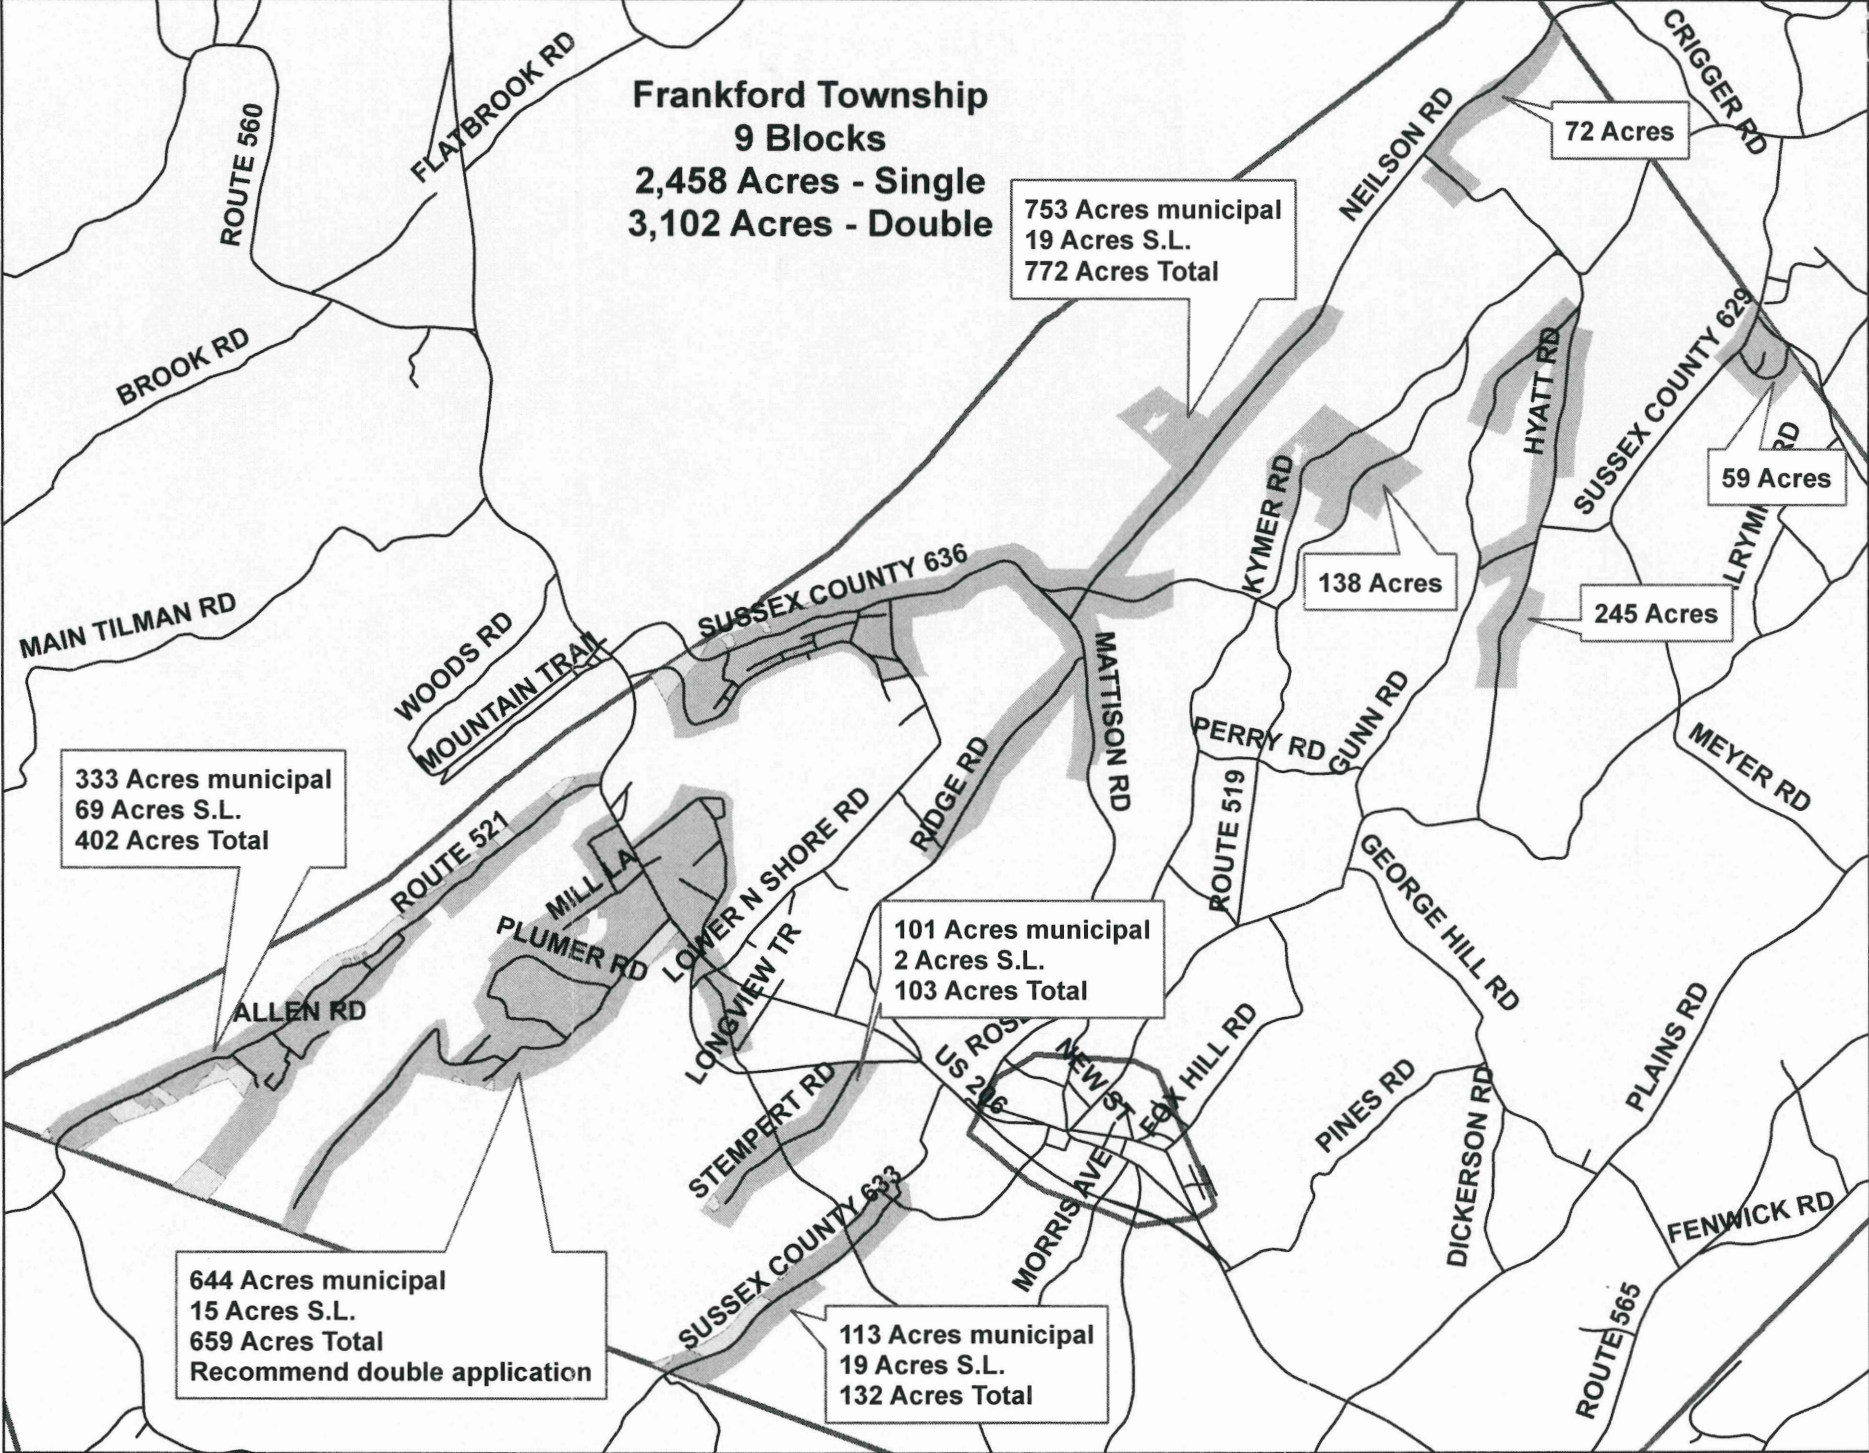 Frankford Township
9 Blocks
2,458 Acres - Single
3,102 Acres - Double
CRIGGER RD
FLATBROOK RD
ROUTE 560
NEILSON RD
72 Acres
753 Acres municipal
19 Acres S.L.
772 Acres Total
BROOK RD
HYATT RD
SUSSEX COUNTY 629
59 Acres
RD
KYMER RD
138 Acres
245 Acres
SUSSEX COUNTY 636
MAIN TILMAN RD
WOODS RD
MOUNTAIN TRAIL
MATTISON RD
PERRY RD
GUNN RD
MEYER RD
333 Acres municipal
69 Acres S.L.
402 Acres Total
ROUTE 521
MILL LA
PLUMER RD
LOWER N SHORE RD
RIDGE RD
ROUTE 519
GEORGE HILL RD
LONGVIEW TR
101 Acres municipal
2 Acres S.L.
103 Acres Total
ALLEN RD
US 206
NEW ST
FOX HILL RD
STEMPERT RD
PINES RD
DICKERSON RD
PLAINS RD
FENWICK RD
MORRIS AVE
SUSSEX COUNTY 633
644 Acres municipal
15 Acres S.L.
659 Acres Total
Recommend double application
113 Acres municipal
19 Acres S.L.
132 Acres Total
ROUTE 565